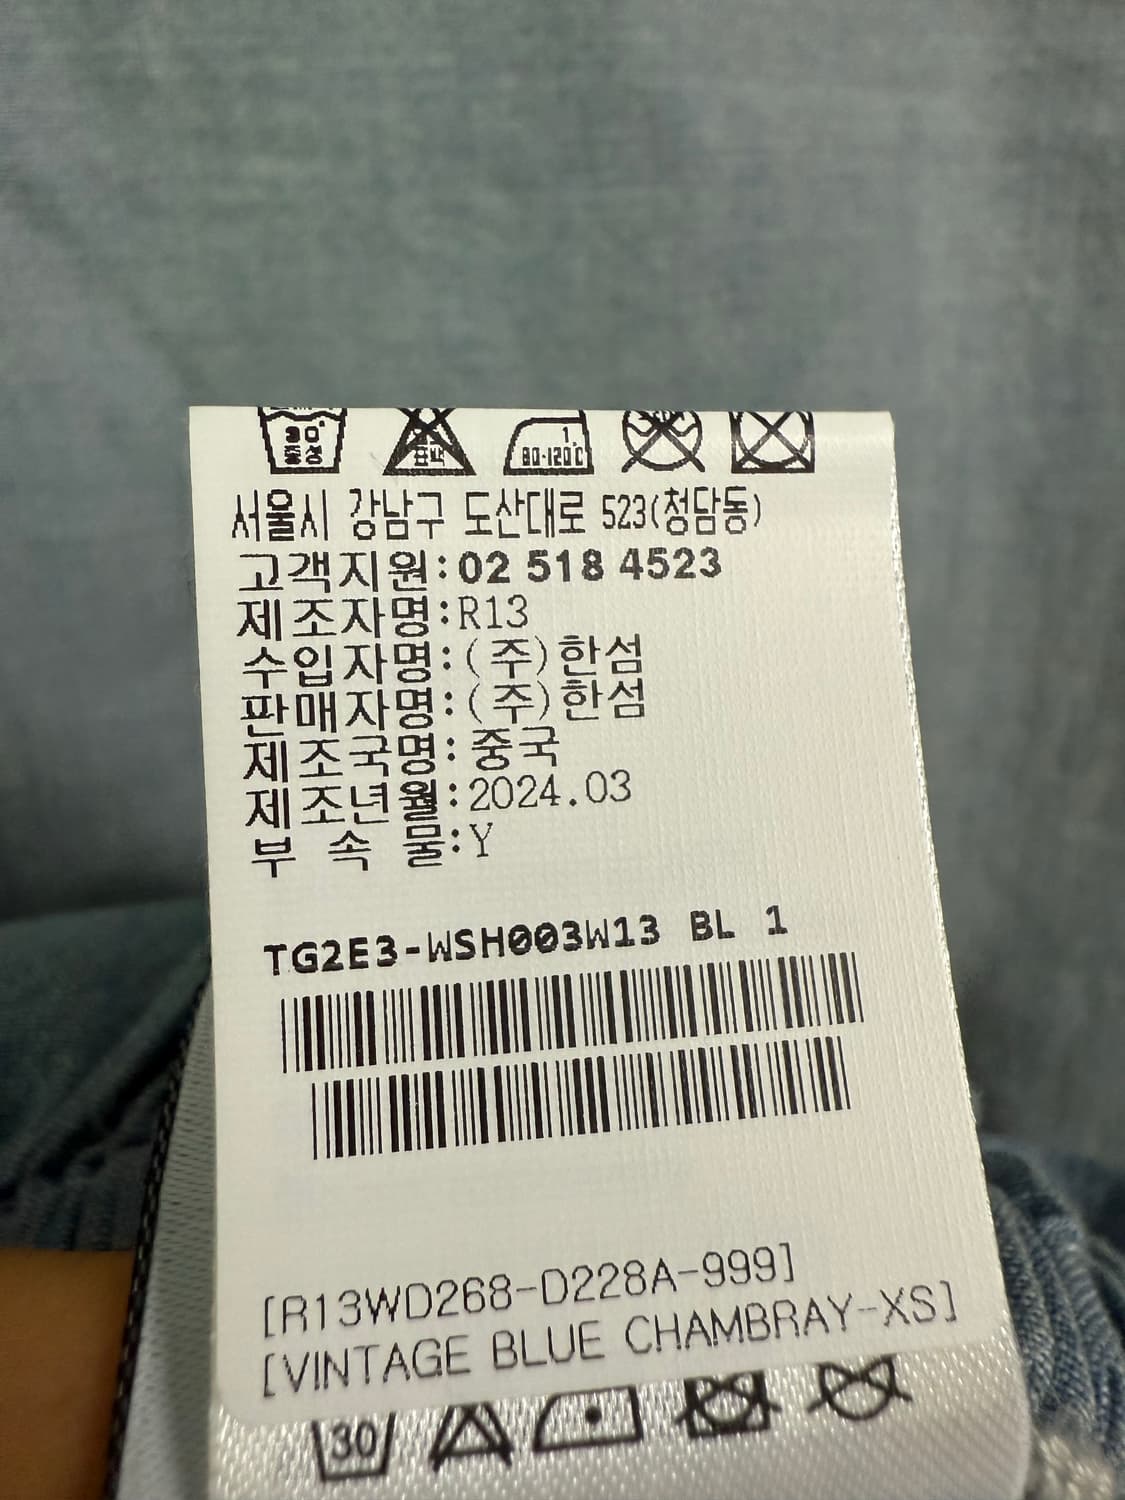 30°
중성
표백
1.
80-120℃
서울시 강남구 도산대로 523(청담동)
고객지원:02 518 4523
제조자명:R13
수입자명:(주)한섬
판매자명:(주)한섬
제조국명:중국
제조년월:2024.03
부 속 물:Y
TG2E3-WSH003W13 BL 1
[R13WD268-D228A-999]
[VINTAGE BLUE CHAMBRAY-XS]
30